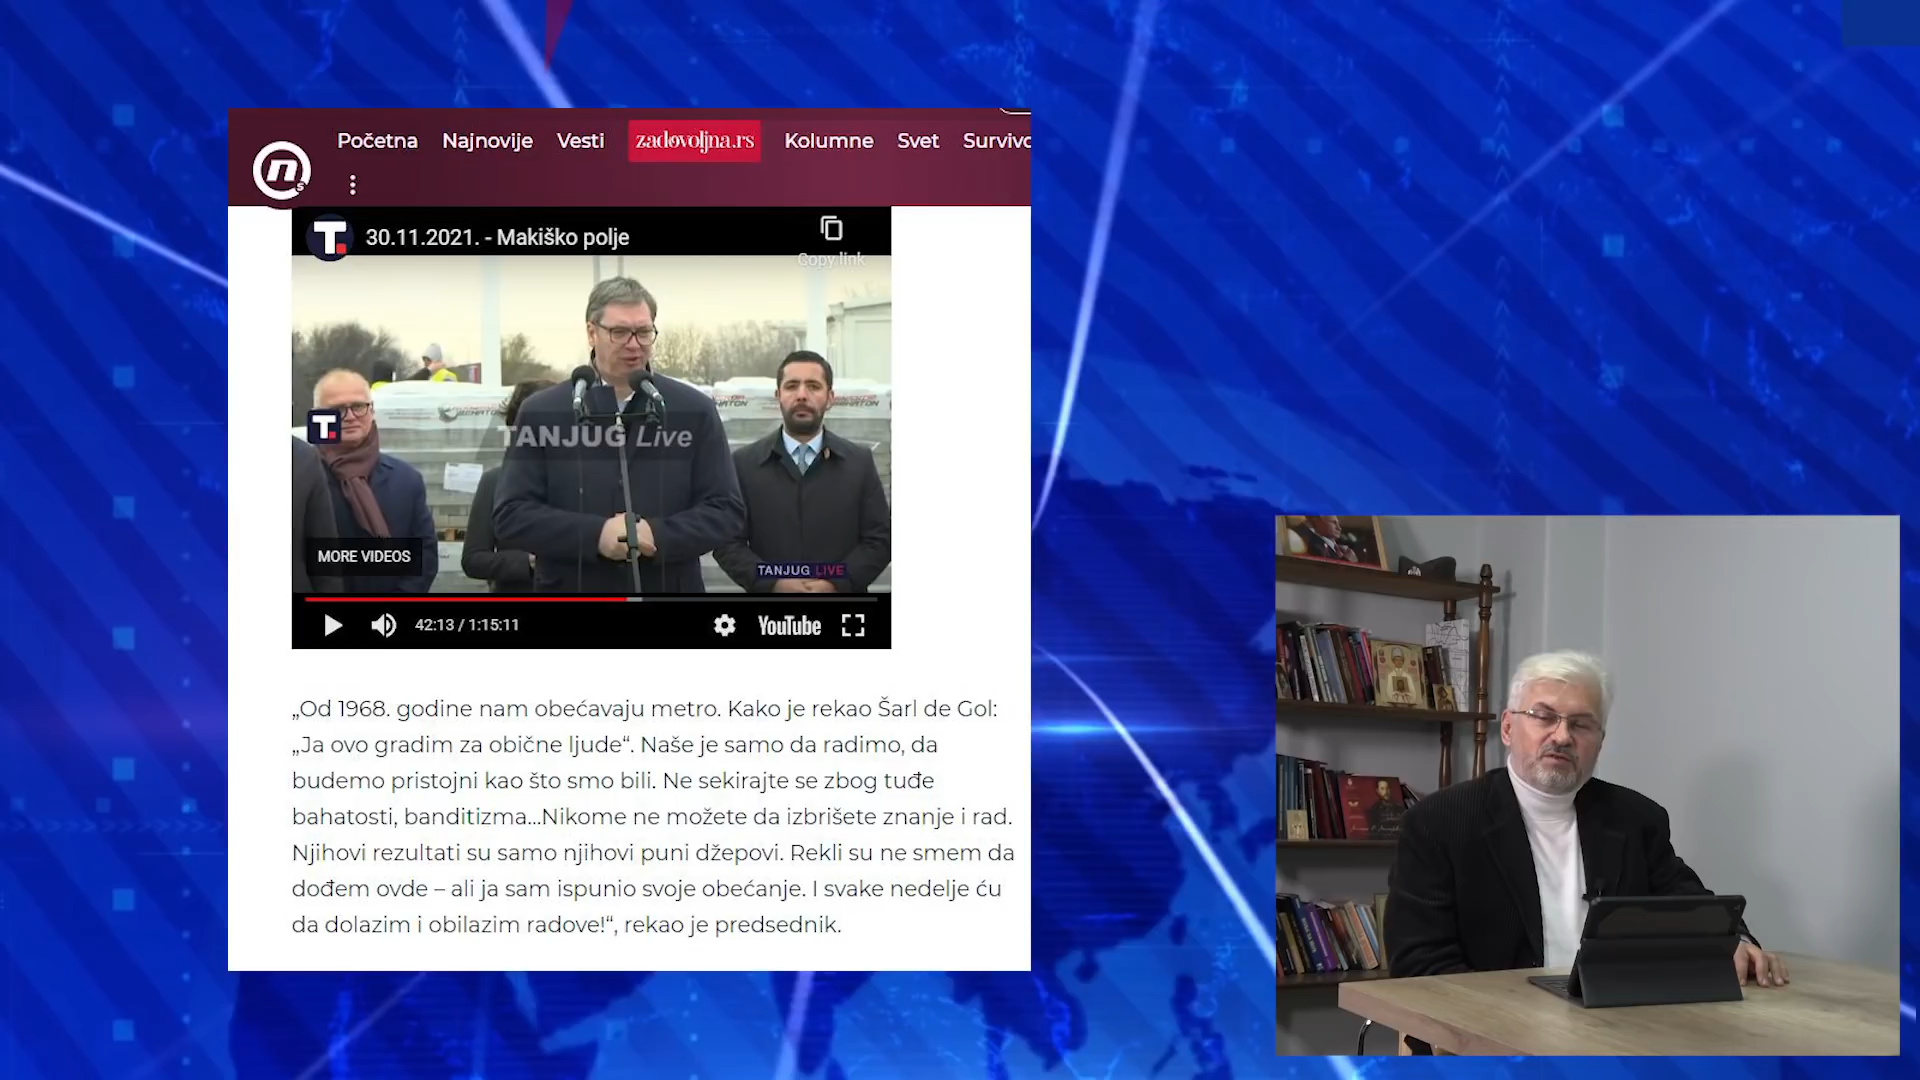 Početna Najnovije Vesti zadovoljna.rs Kolumne Svet Survivo
30.11.2021. - Makiško polje
Copy link
TANJUG Live
MORE VIDEOS
TANJUG LIVE
42:13 / 1:15:11
YouTube
„Od 1968. godine nam obećavaju metro. Kako je rekao Šarl de Gol:
„Ja ovo gradim za obične ljude“. Naše je samo da radimo, da
budemo pristojni kao što smo bili. Ne sekirajte se zbog tuđe
bahatosti, banditizma...Nikome ne možete da izbrišete znanje i rad.
Njihovi rezultati su samo njihovi puni džepovi. Rekli su ne smem da
dođem ovde – ali ja sam ispunio svoje obećanje. I svake nedelje ću
da dolazim i obilazim radove!“, rekao je predsednik.